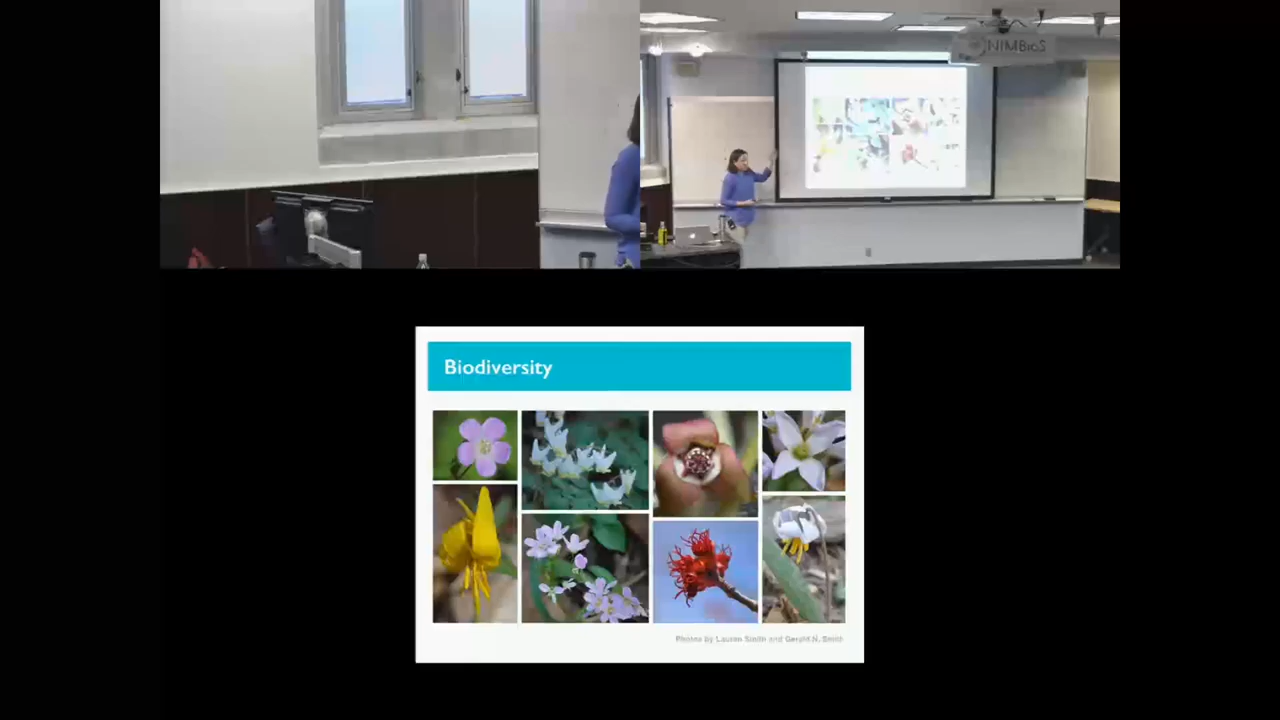 NIMBioS
Biodiversity
Photos by Lauren Smith and Gerald N. Smith